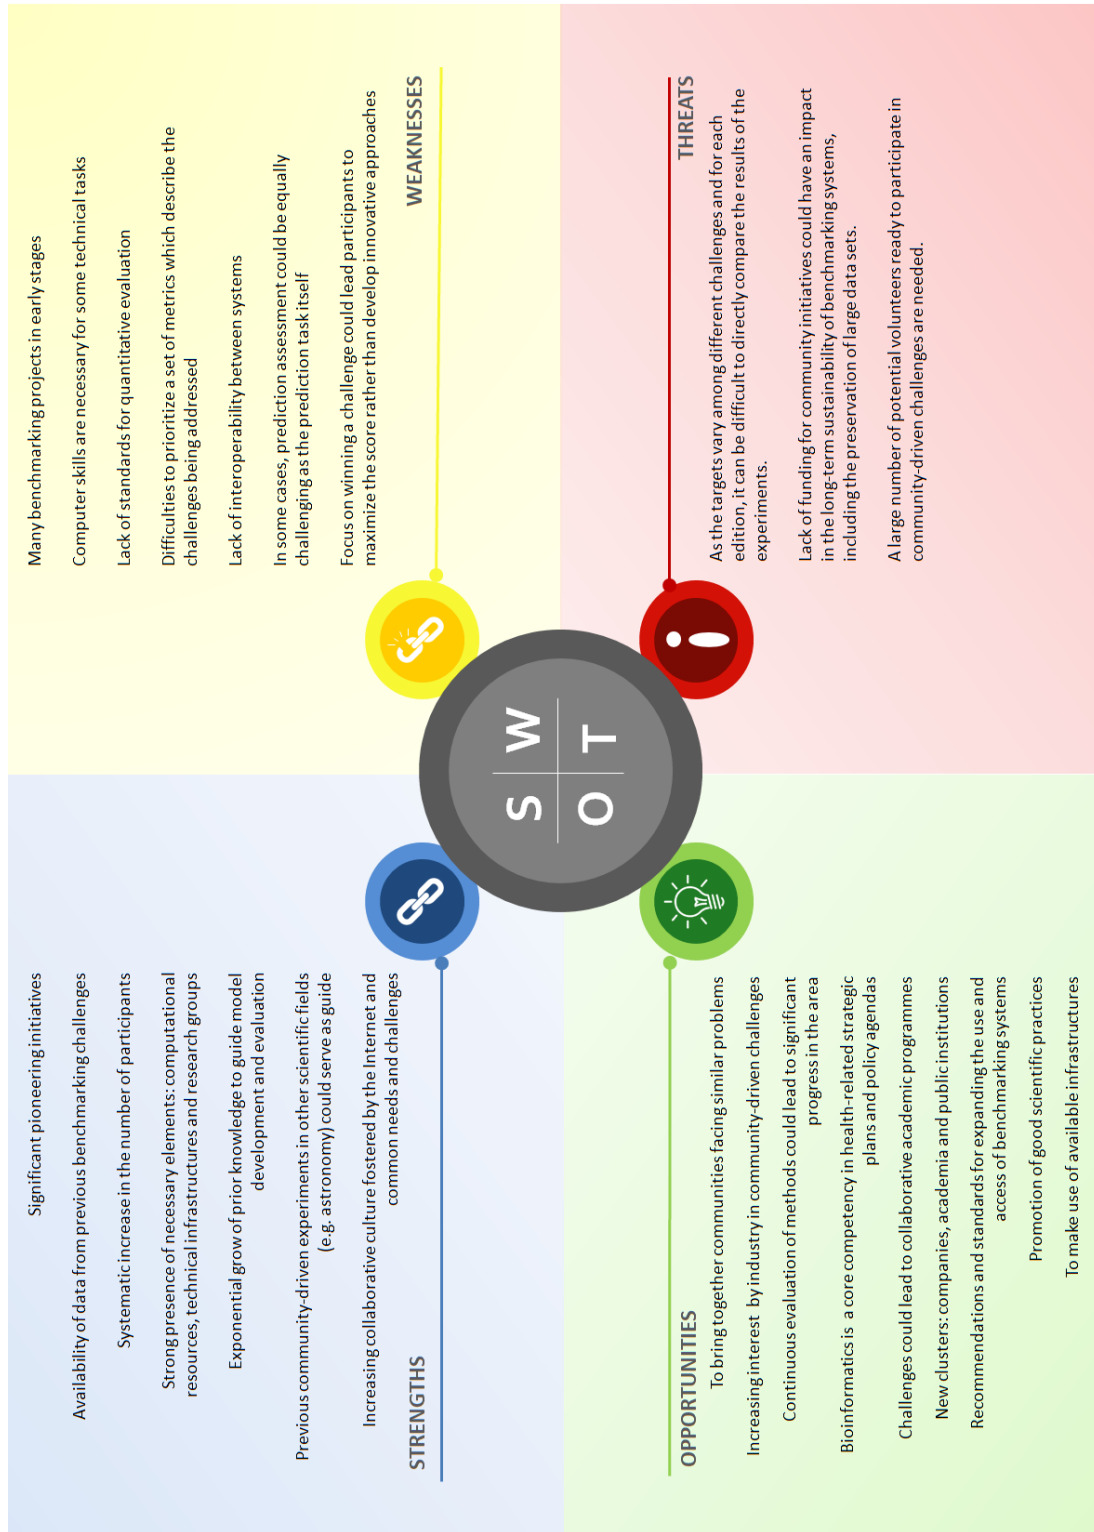 Significant pioneering initiatives
Availability of data from previous benchmarking challenges
Systematic increase in the number of participants
Strong presence of necessary elements: computational
resources, technical infrastructures and research groups
Exponential grow of prior knowledge to guide model
development and evaluation
Previous community-driven experiments in other scientific fields
(e.g. astronomy) could serve as guide
Increasing collaborative culture fostered by the Internet and
common needs and challenges
STRENGTHS
Many benchmarking projects in early stages
Computer skills are necessary for some technical tasks
Lack of standards for quantitative evaluation
Difficulties to prioritize a set of metrics which describe the
challenges being addressed
Lack of interoperability between systems
In some cases, prediction assessment could be equally
challenging as the prediction task itself
Focus on winning a challenge could lead participants to
maximize the score rather than develop innovative approaches
WEAKNESSES
S W
O T
OPPORTUNITIES
To bring together communities facing similar problems
Increasing interest by industry in community-driven challenges
Continuous evaluation of methods could lead to significant
progress in the area
Bioinformatics is a core competency in health-related strategic
plans and policy agendas
Challenges could lead to collaborative academic programmes
New clusters: companies, academia and public institutions
Recommendations and standards for expanding the use and
access of benchmarking systems
Promotion of good scientific practices
To make use of available infrastructures
THREATS
As the targets vary among different challenges and for each
edition, it can be difficult to directly compare the results of the
experiments.
Lack of funding for community initiatives could have an impact
in the long-term sustainability of benchmarking systems,
including the preservation of large data sets.
A large number of potential volunteers ready to participate in
community-driven challenges are needed.